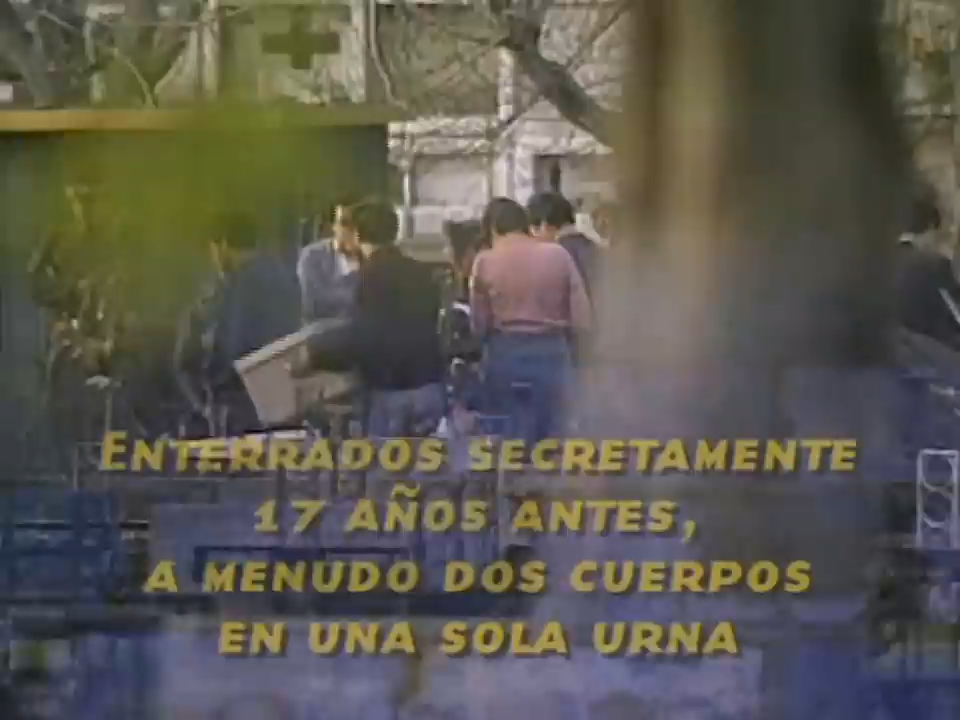 ENTERRADOS SECRETAMENTE
17 AÑOS ANTES,
A MENUDO DOS CUERPOS
EN UNA SOLA URNA